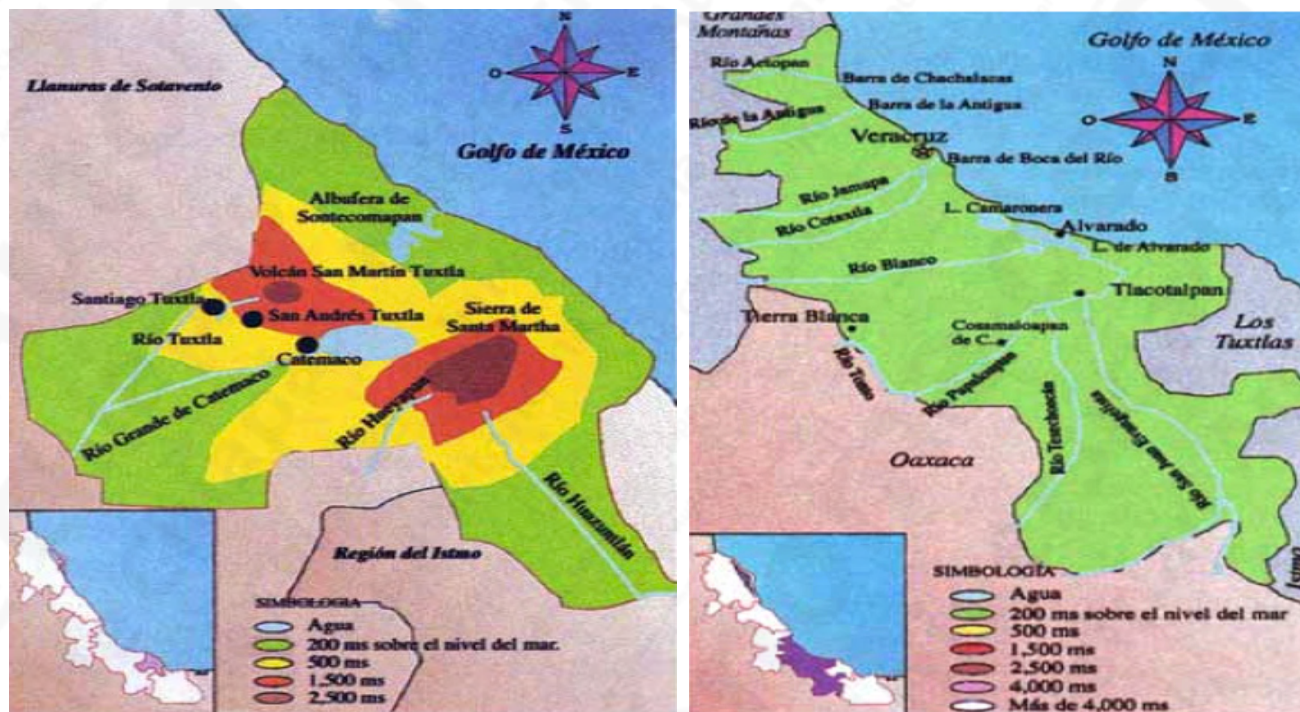 N
O
E
S
Llanuras de Sotavento
Golfo de México
Albufera de
Sontecomapan
Volcán San Martín Tuxtla
Santiago Tuxtla
San Andrés Tuxtla
Sierra de
Santa Martha
Río Tuxtla
Catemaco
Río Grande de Catemaco
Río Hueyapan
Río Huazuntlán
Región del Istmo
SIMBOLOGIA
Agua
200 ms sobre el nivel del mar.
500 ms
1,500 ms
2,500 ms
Grandes
Montañas
Golfo de México
N
O
E
S
Río Actopan
Barra de Chachalacas
Río de la Antigua
Barra de la Antigua
Veracruz
Barra de Boca del Río
Río Jamapa
Río Cotaxtla
L. Camaronera
Alvarado
L. de Alvarado
Río Blanco
Tlacotalpan
Tierra Blanca
Cosamaloapan
de C.
Los
Tuxtlas
Río Tonto
Río Papaloapan
Río Tesechoacán
Río San Juan Evangelista
Oaxaca
Istmo
SIMBOLOGIA
Agua
200 ms sobre el nivel del mar
500 ms
1,500 ms
2,500 ms
4,000 ms
Más de 4,000 ms